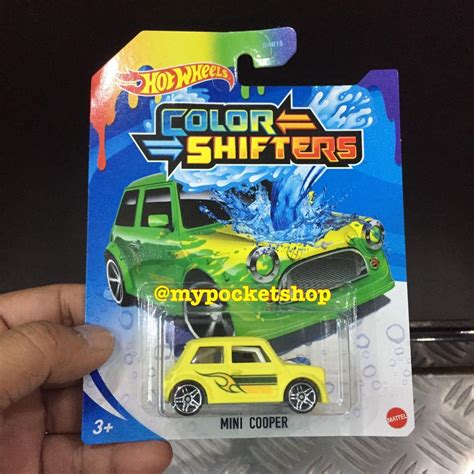 HOT WHEELS
COLOR
SHIFTERS
@mypocketshop
MINI COOPER
3+
MATTEL